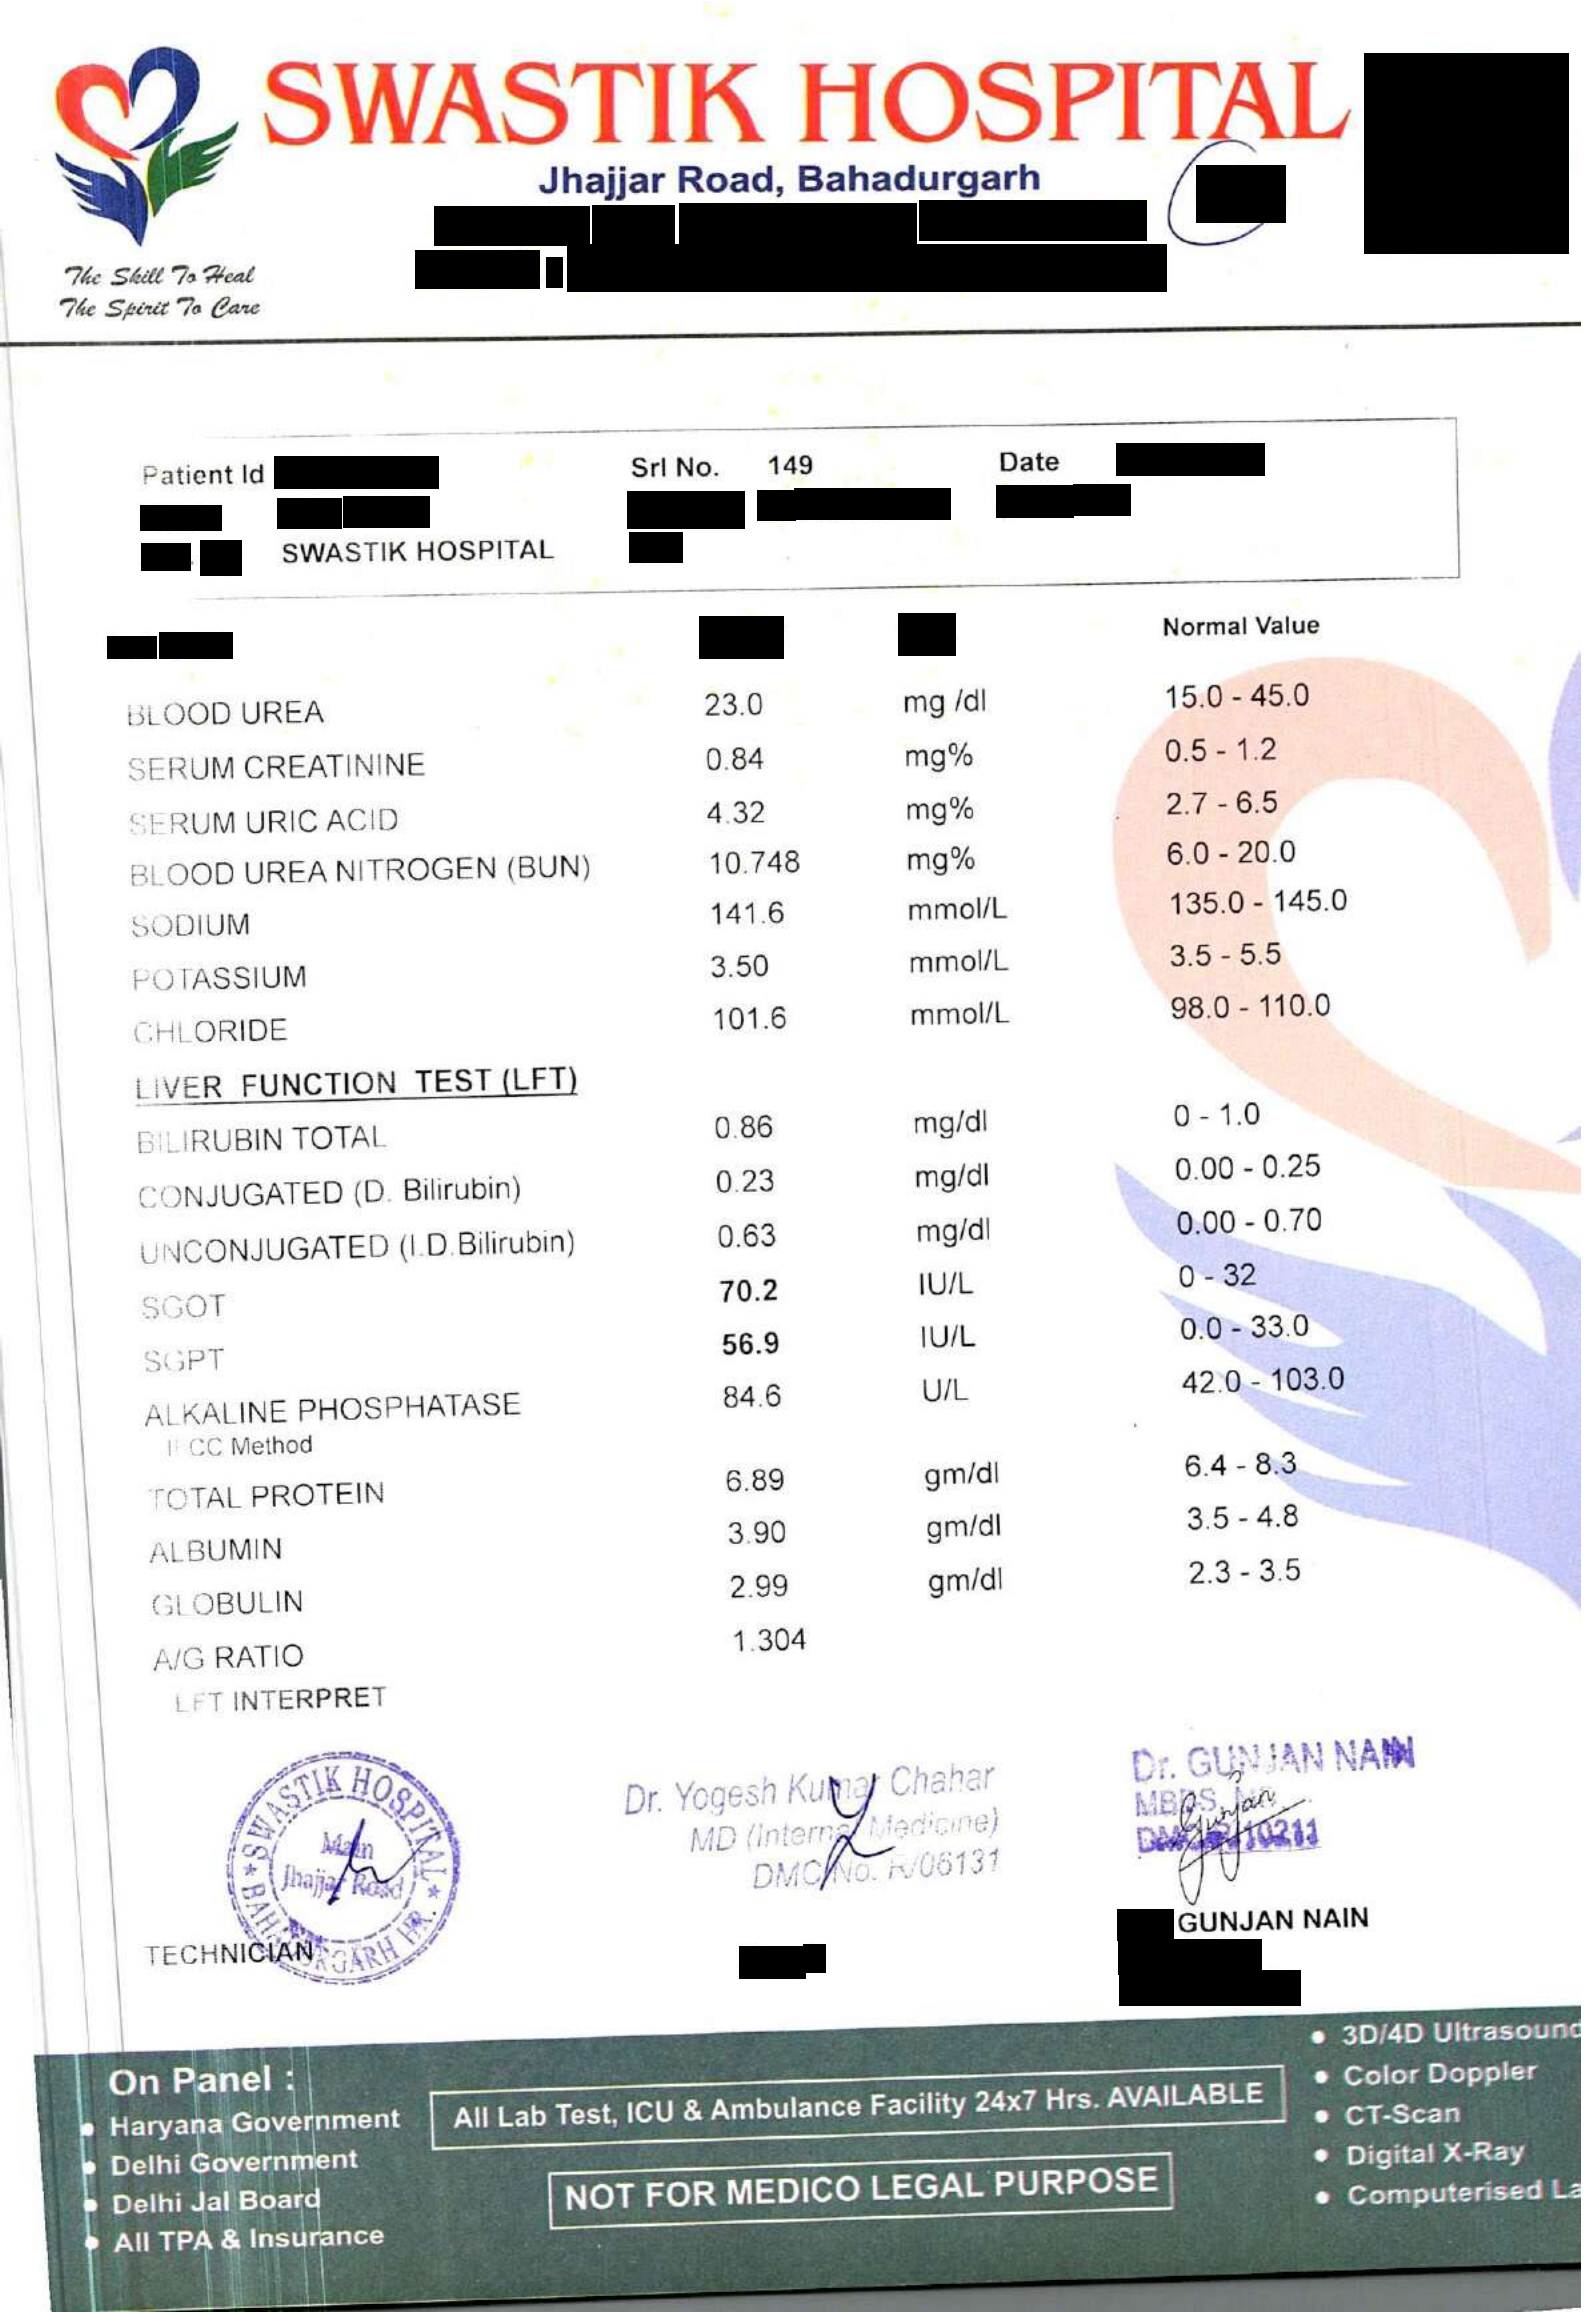 SWASTIK HOSPITAL
Jhajjar Road, Bahadurgarh
The Skill To Heal
The Spirit To Care
Patient Id Srl No. 149 Date
SWASTIK HOSPITAL
Normal Value
BLOOD UREA 23.0 mg /dl 15.0 - 45.0
SERUM CREATININE 0.84 mg% 0.5 - 1.2
SERUM URIC ACID 4.32 mg% 2.7 - 6.5
BLOOD UREA NITROGEN (BUN) 10.748 mg% 6.0 - 20.0
SODIUM 141.6 mmol/L 135.0 - 145.0
POTASSIUM 3.50 mmol/L 3.5 - 5.5
CHLORIDE 101.6 mmol/L 98.0 - 110.0
LIVER FUNCTION TEST (LFT)
BILIRUBIN TOTAL 0.86 mg/dl 0 - 1.0
CONJUGATED (D. Bilirubin) 0.23 mg/dl 0.00 - 0.25
UNCONJUGATED (I.D.Bilirubin) 0.63 mg/dl 0.00 - 0.70
SGOT 70.2 IU/L 0 - 32
SGPT 56.9 IU/L 0.0 - 33.0
ALKALINE PHOSPHATASE 84.6 U/L 42.0 - 103.0
IFCC Method
TOTAL PROTEIN 6.89 gm/dl 6.4 - 8.3
ALBUMIN 3.90 gm/dl 3.5 - 4.8
GLOBULIN 2.99 gm/dl 2.3 - 3.5
A/G RATIO 1.304
LFT INTERPRET
SWASTIK HOSPITAL
Main
Jhajjar Road
BAHADURGARH HR.
Dr. Yogesh Kumar Chahar
MD (Internal Medicine)
DMC No. R/06131
Dr. GUNJAN NAIN
MBBS,
Gunjan
GUNJAN NAIN
TECHNICIAN
On Panel :
Haryana Government
Delhi Government
Delhi Jal Board
All TPA & Insurance
All Lab Test, ICU & Ambulance Facility 24x7 Hrs. AVAILABLE
NOT FOR MEDICO LEGAL PURPOSE
3D/4D Ultrasound
Color Doppler
CT-Scan
Digital X-Ray
Computerised La